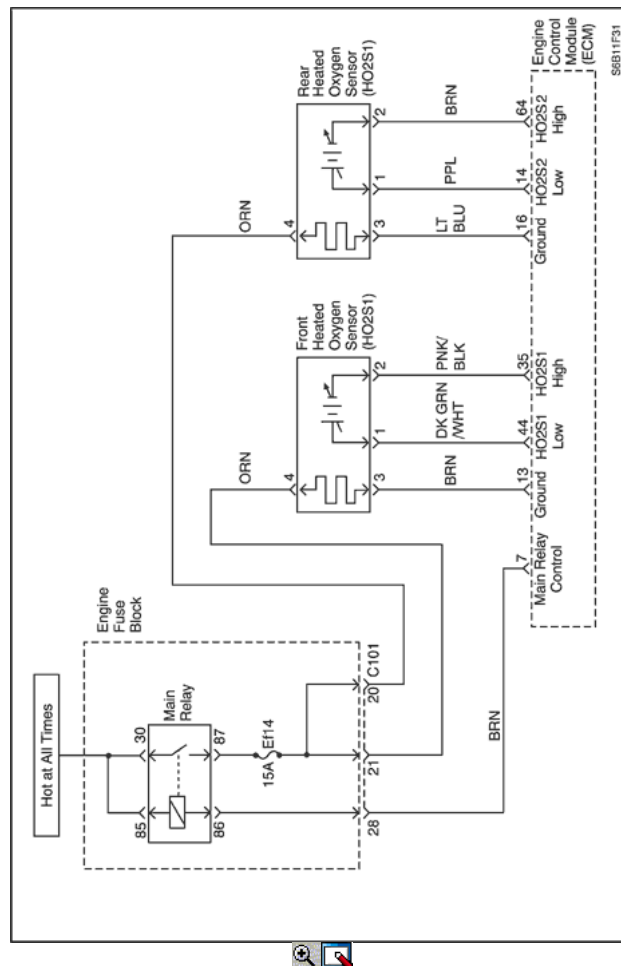 Hot at All Times
Engine
Fuse
Block
Main
Relay
85
30
86
87
15A
Ef14
28
21
20
C101
ORN
ORN
BRN
Front
Heated
Oxygen
Sensor
(HO2S1)
4
3
1
2
BRN
DK GRN
/WHT
PNK/
BLK
Rear
Heated
Oxygen
Sensor
(HO2S1)
4
3
1
2
LT
BLU
PPL
BRN
7
Main Relay
Control
13
Ground
44
HO2S1
Low
35
HO2S1
High
16
Ground
14
HO2S2
Low
64
HO2S2
High
Engine
Control
Module
(ECM)
S6B11F31